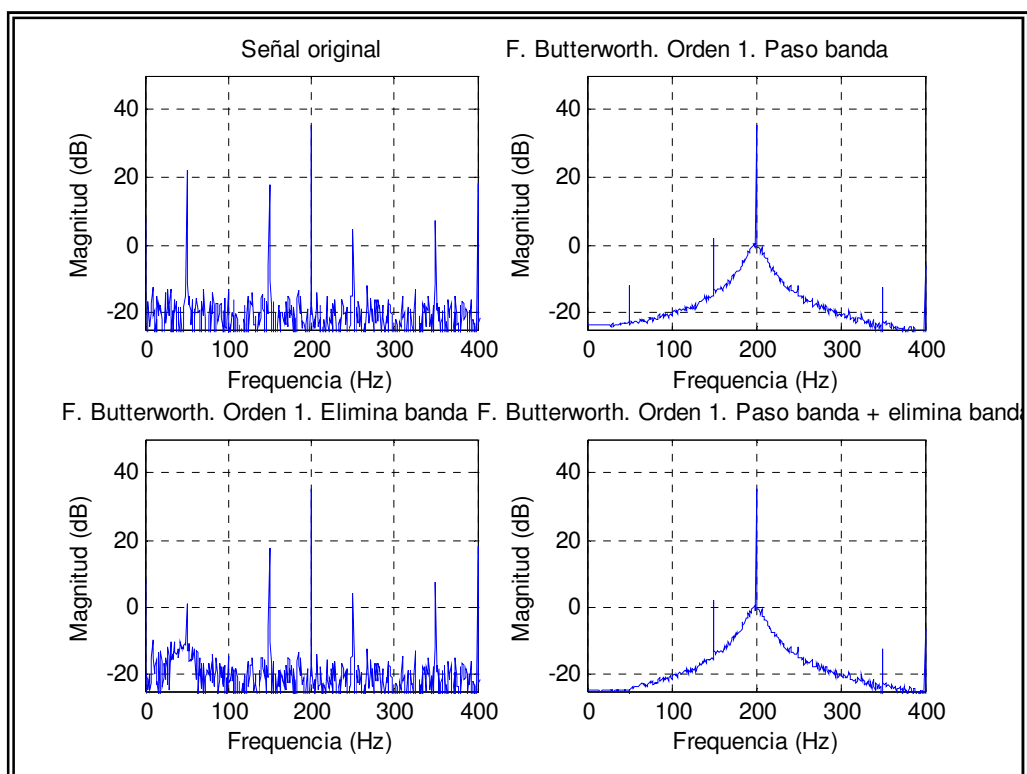 Señal original
F. Butterworth. Orden 1. Paso banda
40
20
0
-20
Magnitud (dB)
0 100 200 300 400
Frequencia (Hz)
40
20
0
-20
Magnitud (dB)
0 100 200 300 400
Frequencia (Hz)
F. Butterworth. Orden 1. Elimina banda
F. Butterworth. Orden 1. Paso banda + elimina banda
40
20
0
-20
Magnitud (dB)
0 100 200 300 400
Frequencia (Hz)
40
20
0
-20
Magnitud (dB)
0 100 200 300 400
Frequencia (Hz)